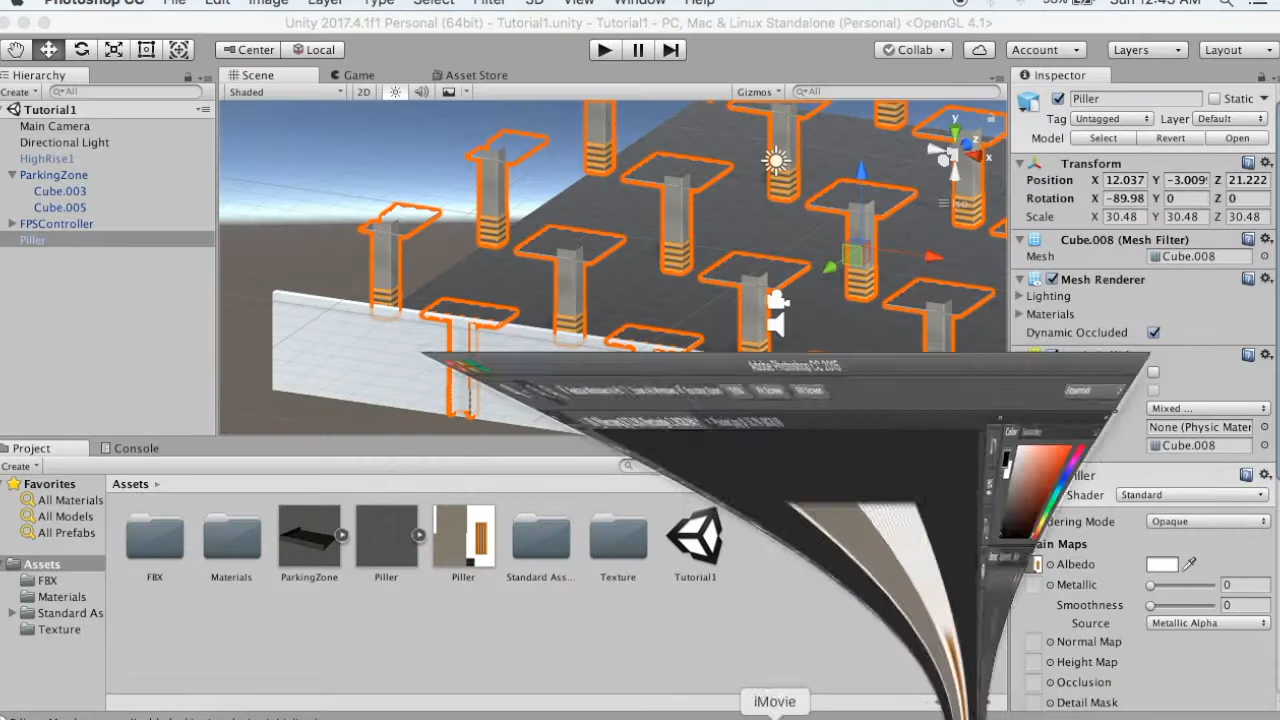 Photoshop CC File Edit Image Layer Type Select Filter 3D View Window Help
Unity 2017.4.1f1 Personal (64bit) - Tutorial1.unity - Tutorial1 - PC, Mac & Linux Standalone (Personal) <OpenGL 4.1>
Center Local Collab Account Layers Layout
Hierarchy Scene Game Asset Store Inspector
Create All Shaded 2D Gizmos All
Tutorial1
Main Camera
Directional Light
HighRise1
ParkingZone
Cube.003
Cube.005
FPSController
Piller
y
z
x
Iso
Piller Static
Tag Untagged Layer Default
Model Select Revert Open
Transform
Position X 12.037 Y -3.009 Z 21.222
Rotation X -89.98 Y 0 Z 0
Scale X 30.48 Y 30.48 Z 30.48
Cube.008 (Mesh Filter)
Mesh Cube.008
Mesh Renderer
Lighting
Materials
Dynamic Occluded
Adobe Photoshop CC 2015
Mixed ...
None (Physic Mater
Cube.008
Shader Standard
Opaque
Albedo
Metallic 0
Smoothness 0
Source Metallic Alpha
Normal Map
Height Map
Occlusion
Detail Mask
Project Console
Create
Favorites
All Materials
All Models
All Prefabs
Assets
FBX
Materials
Standard As
Texture
Assets
FBX Materials ParkingZone Piller Piller Standard Ass... Texture Tutorial1
iMovie